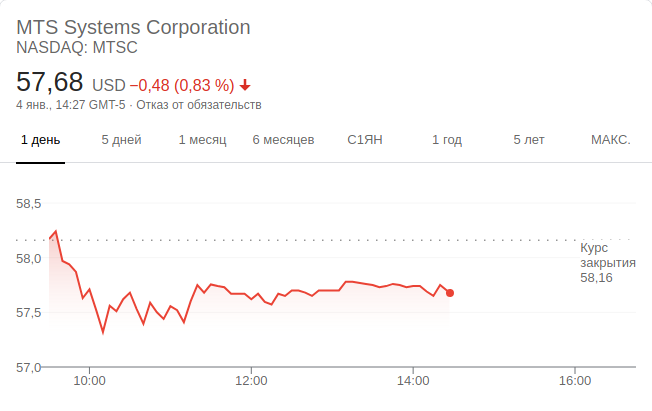 MTS Systems Corporation
NASDAQ: MTSC
57,68 USD −0,48 (0,83 %)
4 янв., 14:27 GMT-5 · Отказ от обязательств
1 день 5 дней 1 месяц 6 месяцев С1ЯН 1 год 5 лет МАКС.
58,5
58,0
57,5
57,0
Курс
закрытия
58,16
10:00 12:00 14:00 16:00